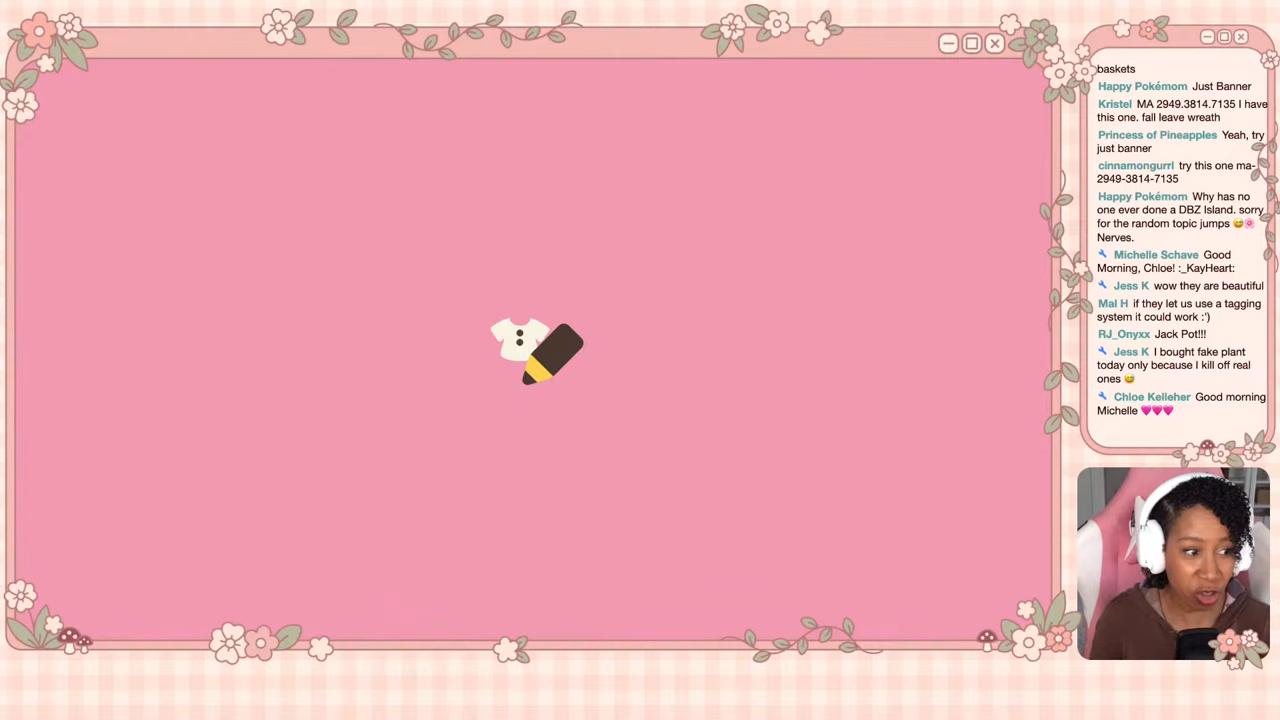 baskets
Happy Pokémom Just Banner
Kristel MA 2949.3814.7135 I have
this one. fall leave wreath
Princess of Pineapples Yeah, try
just banner
cinnamongurrl try this one ma-
2949-3814-7135
Happy Pokémom Why has no
one ever done a DBZ Island. sorry
for the random topic jumps 😅🌸
Nerves.
Michelle Schave Good
Morning, Chloe! :_KayHeart:
Jess K wow they are beautiful
Mal H if they let us use a tagging
system it could work :')
RJ_Onyxx Jack Pot!!!
Jess K I bought fake plant
today only because I kill off real
ones 😅
Chloe Kelleher Good morning
Michelle 💗💗💗